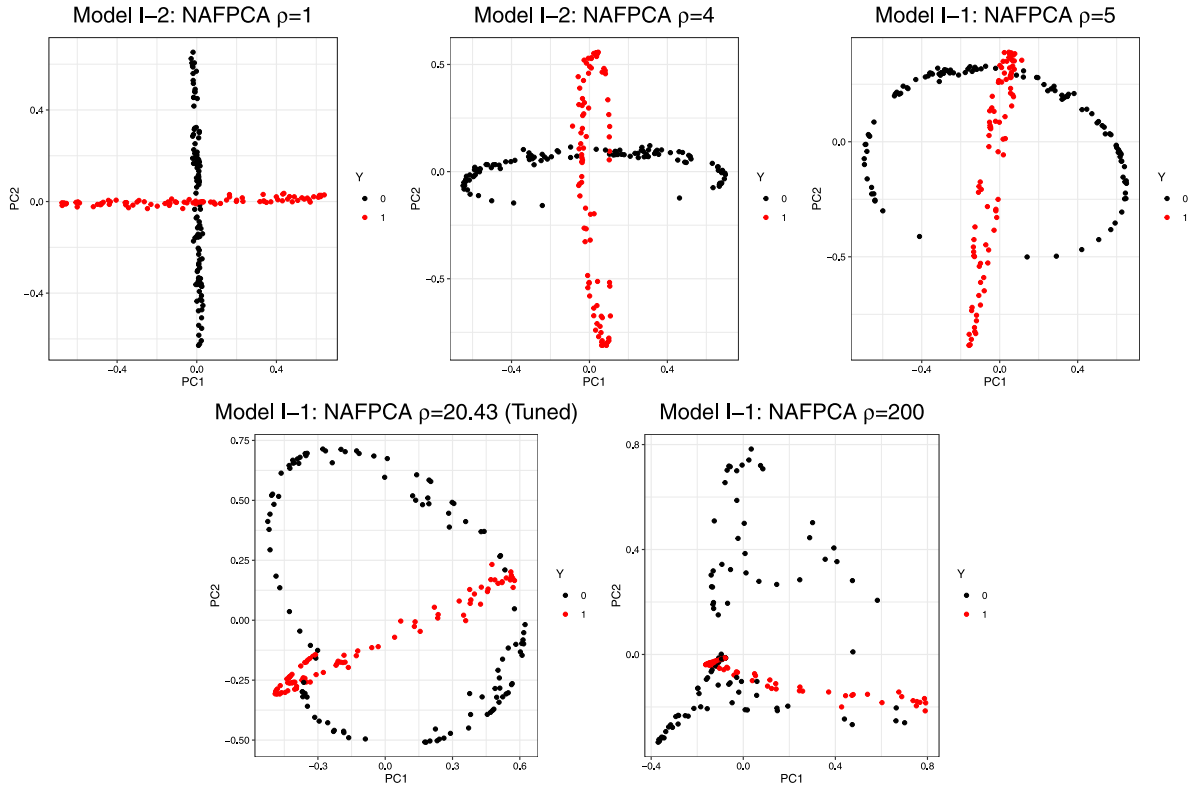 Model I−2: NAFPCA ρ=1
0.4
0.0
−0.4
PC2
−0.4
0.0
0.4
PC1
Y
0
1
Model I−2: NAFPCA ρ=4
0.5
0.0
−0.5
PC2
−0.4
0.0
0.4
PC1
Y
0
1
Model I−1: NAFPCA ρ=5
0.0
−0.5
PC2
−0.4
0.0
0.4
PC1
Y
0
1
Model I−1: NAFPCA ρ=20.43 (Tuned)
0.75
0.50
0.25
0.00
−0.25
−0.50
PC2
−0.3
0.0
0.3
0.6
PC1
Y
0
1
Model I−1: NAFPCA ρ=200
0.8
0.4
0.0
PC2
−0.4
0.0
0.4
0.8
PC1
Y
0
1